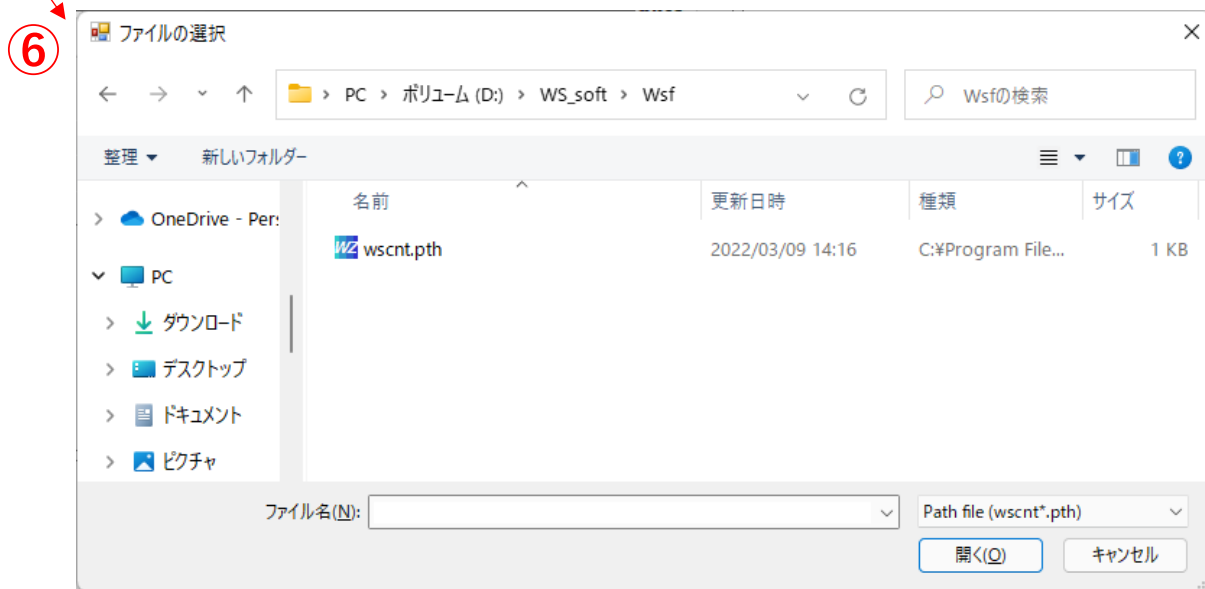 ⑥
ファイルの選択
PC > ボリューム (D:) > WS_soft > Wsf
Wsfの検索
整理
新しいフォルダー
名前 更新日時 種類 サイズ
OneDrive - Pers
WZ wscnt.pth 2022/03/09 14:16 C:¥Program File... 1 KB
PC
ダウンロード
デスクトップ
ドキュメント
ピクチャ
ファイル名(N):
Path file (wscnt*.pth)
開く(O)
キャンセル